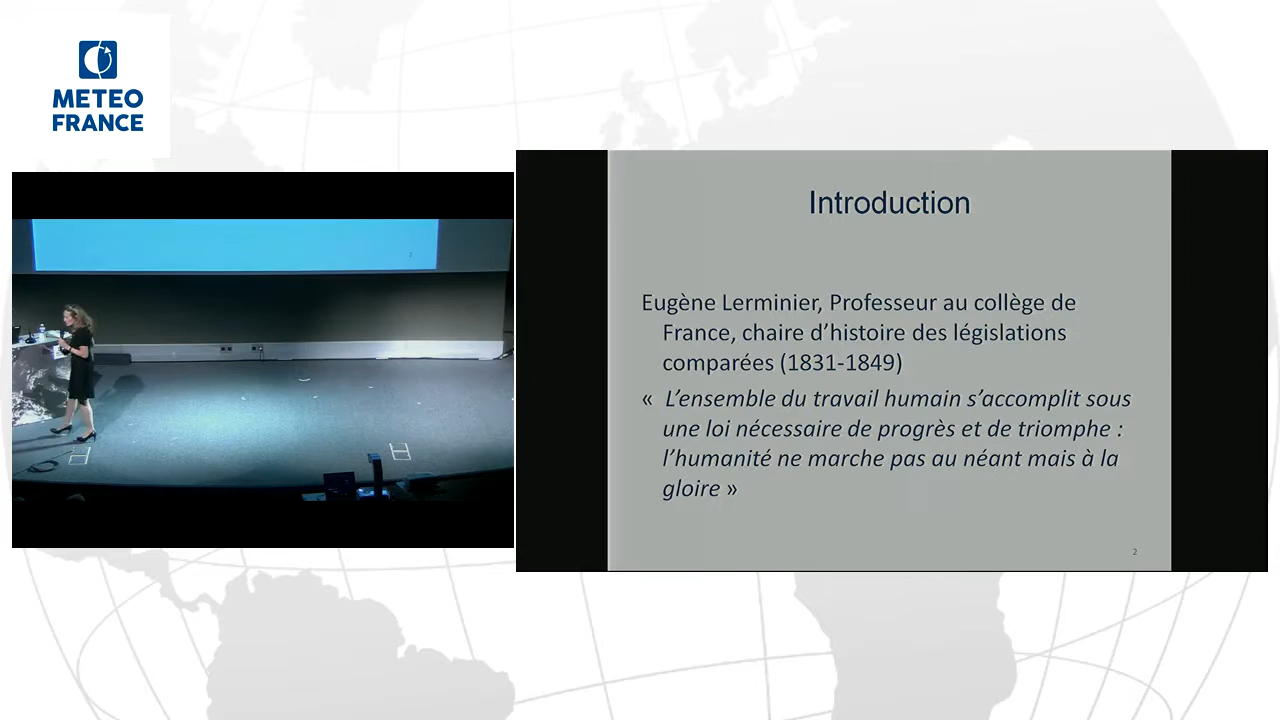 METEO
FRANCE
Introduction
Eugène Lerminier, Professeur au collège de
France, chaire d’histoire des législations
comparées (1831-1849)
« L’ensemble du travail humain s’accomplit sous
une loi nécessaire de progrès et de triomphe :
l’humanité ne marche pas au néant mais à la
gloire »
2
2